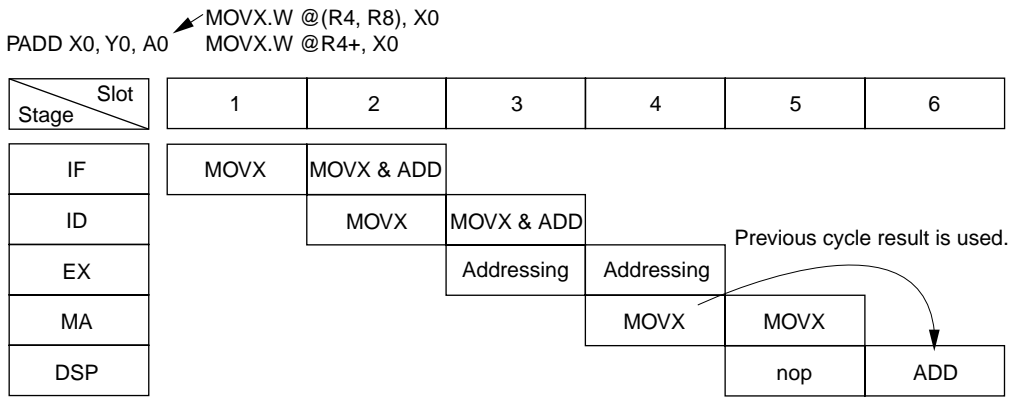 MOVX.W @(R4, R8), X0
PADD X0, Y0, A0 MOVX.W @R4+, X0
Slot
Stage
1 2 3 4 5 6
IF MOVX MOVX & ADD
ID MOVX MOVX & ADD
Previous cycle result is used.
EX Addressing Addressing
MA MOVX MOVX
DSP nop ADD